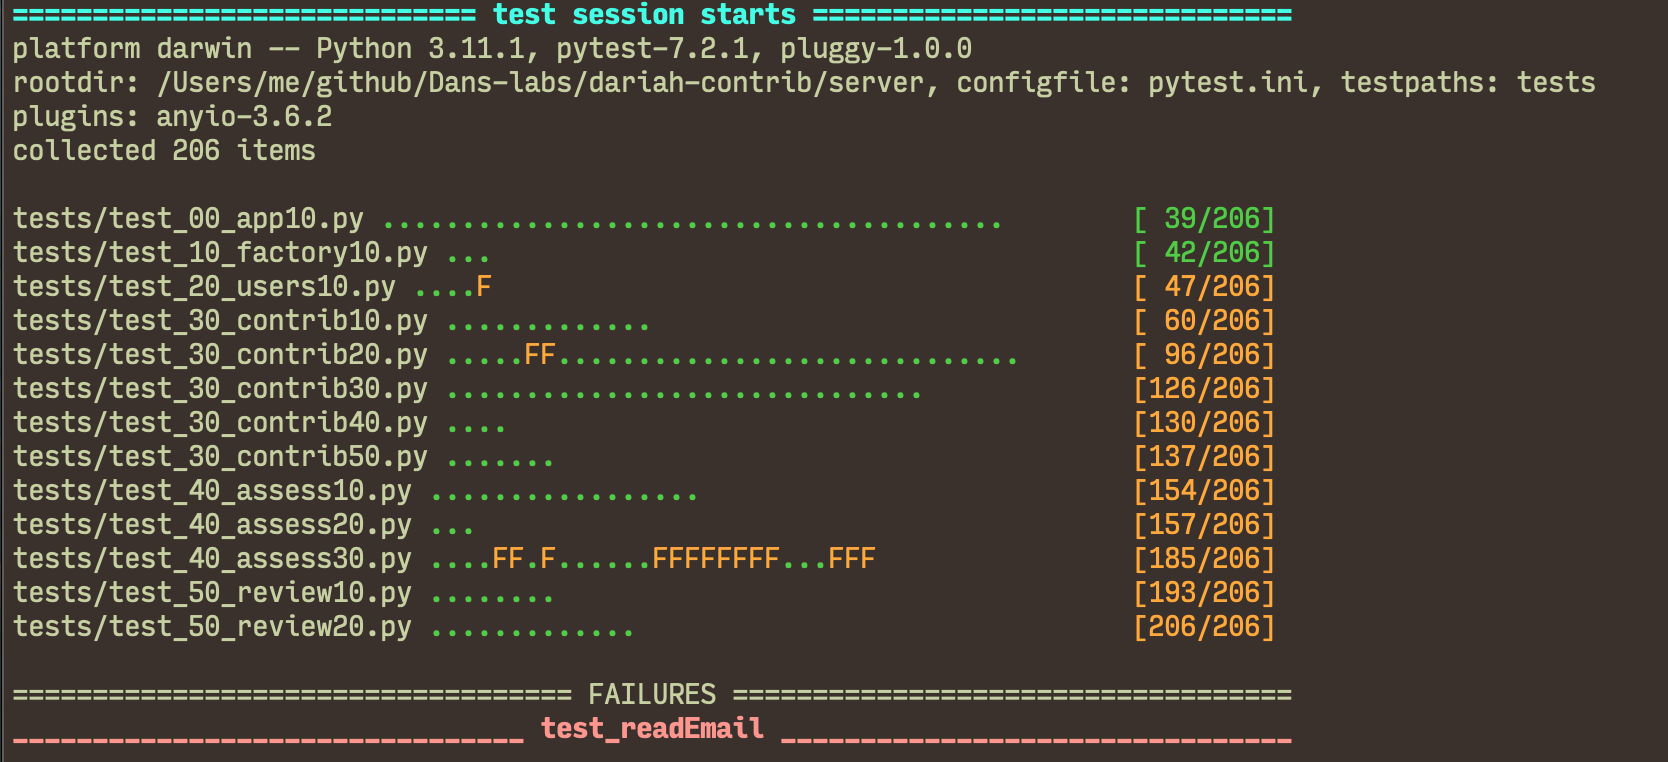 ============================= test session starts ==============================
platform darwin -- Python 3.11.1, pytest-7.2.1, pluggy-1.0.0
rootdir: /Users/me/github/Dans-labs/dariah-contrib/server, configfile: pytest.ini, testpaths: tests
plugins: anyio-3.6.2
collected 206 items
tests/test_00_app10.py ....................................... [ 39/206]
tests/test_10_factory10.py ... [ 42/206]
tests/test_20_users10.py ....F [ 47/206]
tests/test_30_contrib10.py ............. [ 60/206]
tests/test_30_contrib20.py .....FF............................. [ 96/206]
tests/test_30_contrib30.py .............................. [126/206]
tests/test_30_contrib40.py .... [130/206]
tests/test_30_contrib50.py ....... [137/206]
tests/test_40_assess10.py ................. [154/206]
tests/test_40_assess20.py ... [157/206]
tests/test_40_assess30.py ....FF.F......FFFFFFFF...FFF [185/206]
tests/test_50_review10.py ........ [193/206]
tests/test_50_review20.py ............. [206/206]
=================================== FAILURES ===================================
________________________________ test_readEmail ________________________________